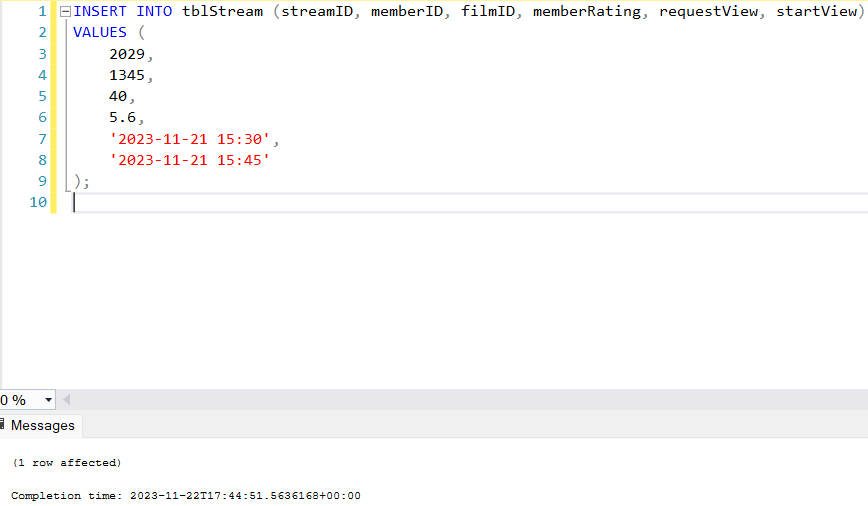 1 INSERT INTO tblStream (streamID, memberID, filmID, memberRating, requestView, startView)
2 VALUES (
3 2029,
4 1345,
5 40,
6 5.6,
7 '2023-11-21 15:30',
8 '2023-11-21 15:45'
9 );
10
0 %
Messages
(1 row affected)
Completion time: 2023-11-22T17:44:51.5636168+00:00